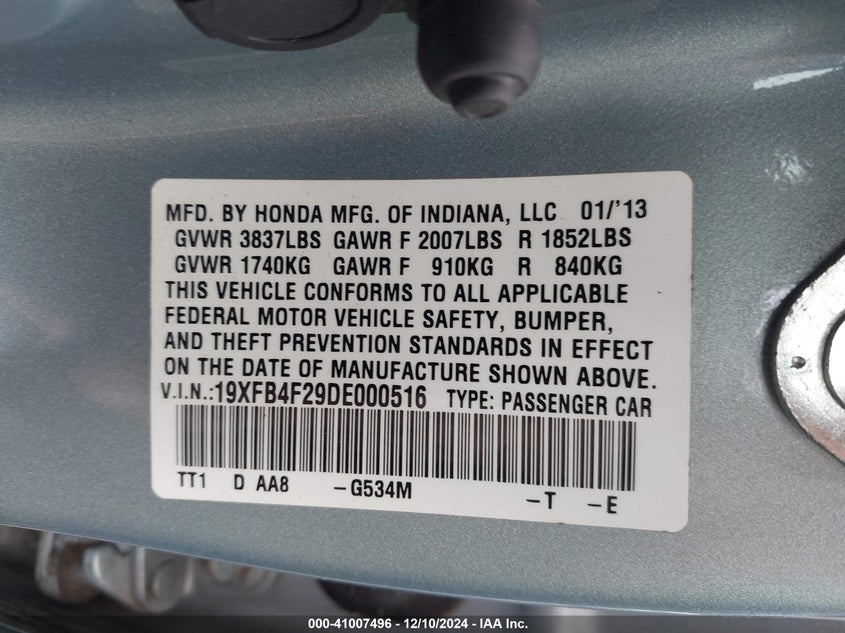 MFD. BY HONDA MFG. OF INDIANA, LLC 01/'13
GVWR 3837LBS GAWR F 2007LBS R 1852LBS
GVWR 1740KG GAWR F 910KG R 840KG
THIS VEHICLE CONFORMS TO ALL APPLICABLE
FEDERAL MOTOR VEHICLE SAFETY, BUMPER,
AND THEFT PREVENTION STANDARDS IN EFFECT
ON THE DATE OF MANUFACTURE SHOWN ABOVE.
V.I.N.:19XFB4F29DE000516 TYPE: PASSENGER CAR
TT1 D AA8 -G534M -T -E
000-41007496 - 12/10/2024 - IAA Inc.